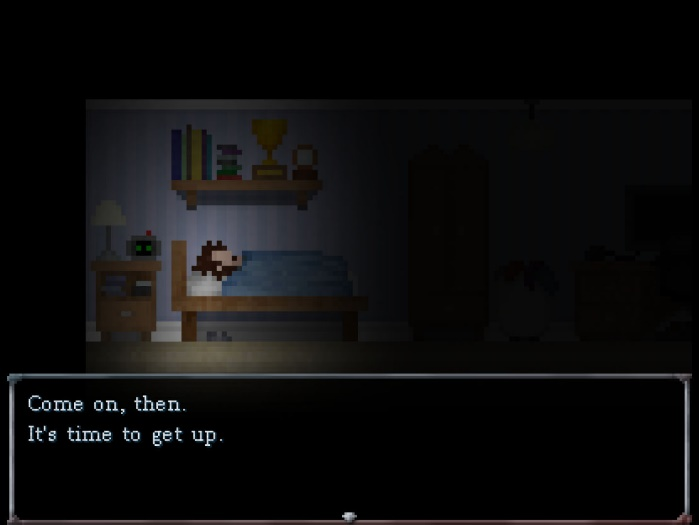 Come on, then.
It's time to get up.